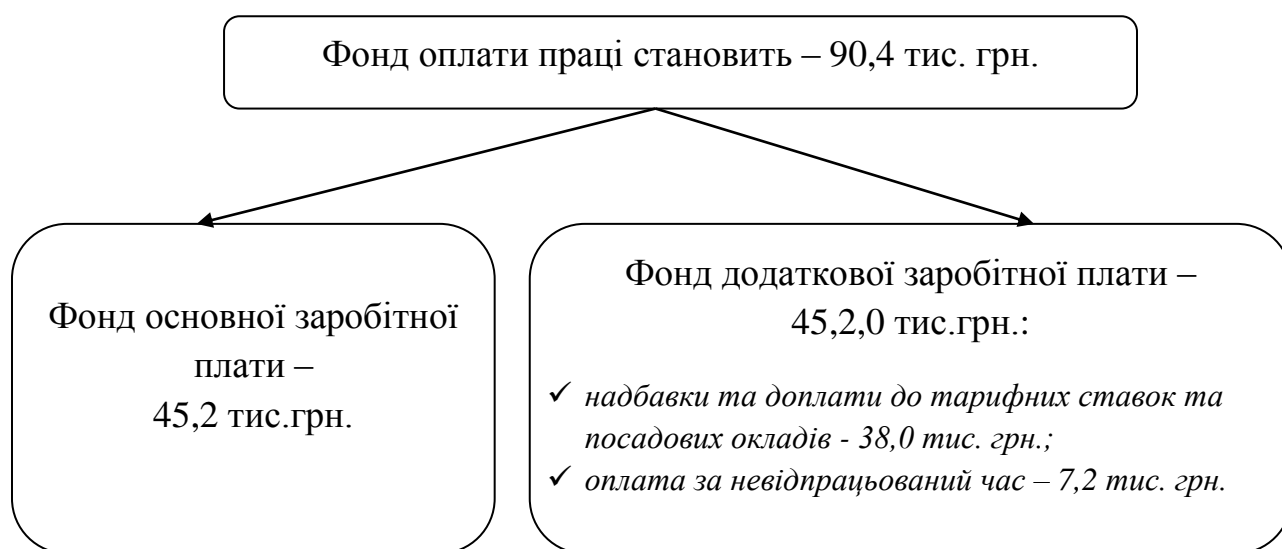 Фонд оплати праці становить – 90,4 тис. грн.
Фонд основної заробітної
плати –
45,2 тис.грн.
Фонд додаткової заробітної плати –
45,2,0 тис.грн.:
✓ надбавки та доплати до тарифних ставок та
посадових окладів - 38,0 тис. грн.;
✓ оплата за невідпрацьований час – 7,2 тис. грн.